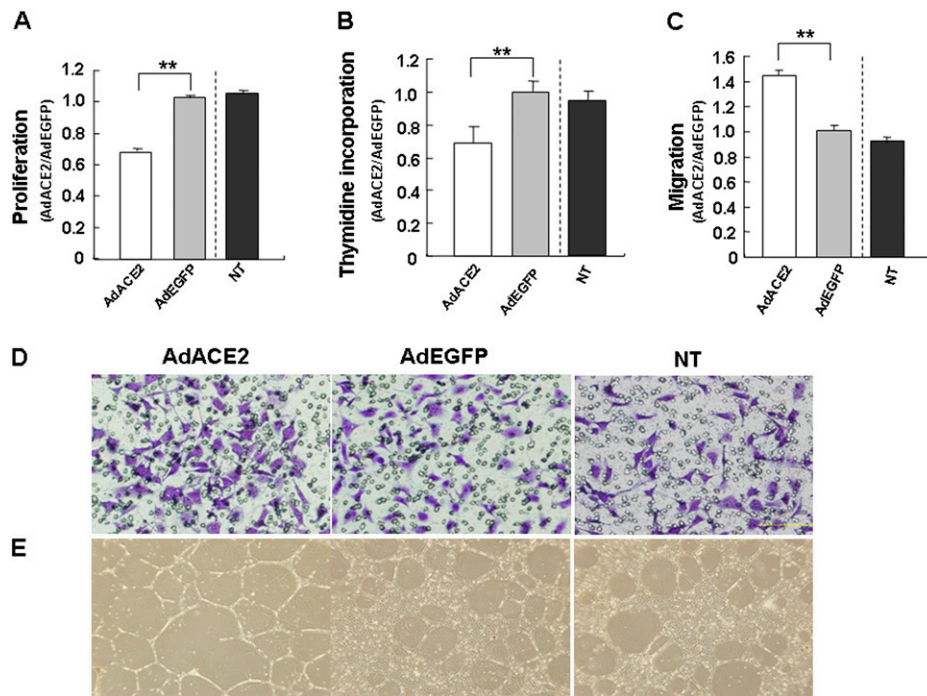 A
B
C
**
**
**
Proliferation
(AdACE2/AdEGFP)
1.2
1.0
0.8
0.6
0.4
0.2
0
AdACE2
AdEGFP
NT
Thymidine incorporation
(AdACE2/AdEGFP)
1.2
1.0
0.8
0.6
0.4
0.2
0
AdACE2
AdEGFP
NT
Migration
(AdACE2/AdEGFP)
1.6
1.4
1.2
1.0
0.8
0.6
0.4
0.2
0
AdACE2
AdEGFP
NT
D
AdACE2
AdEGFP
NT
E